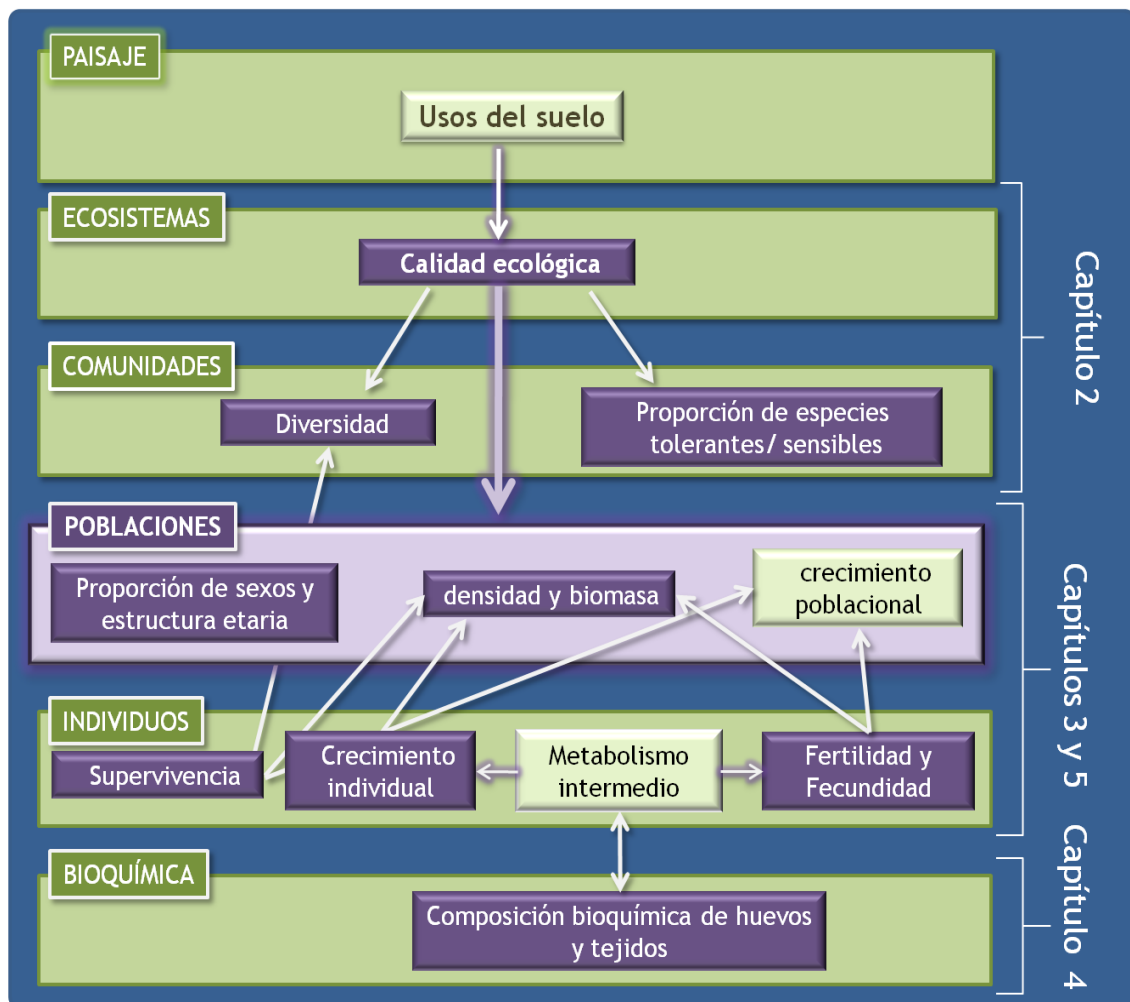 PAISAJE
Usos del suelo
ECOSISTEMAS
Calidad ecológica
COMUNIDADES
Diversidad
Proporción de especies
tolerantes/ sensibles
Capítulo 2
POBLACIONES
Proporción de sexos y
estructura etaria
densidad y biomasa
crecimiento
poblacional
INDIVIDUOS
Supervivencia
Crecimiento
individual
Metabolismo
intermedio
Fertilidad y
Fecundidad
Capítulos 3 y 5
BIOQUÍMICA
Composición bioquímica de huevos
y tejidos
Capítulo 4